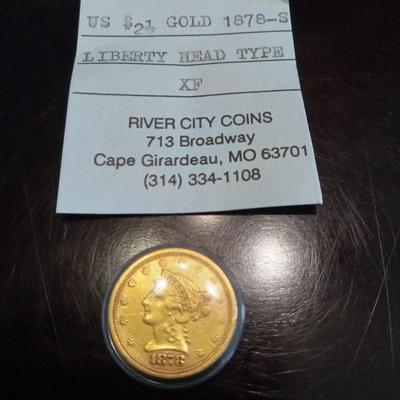 US $2½ GOLD 1878-S
LIBERTY HEAD TYPE
XF
RIVER CITY COINS
713 Broadway
Cape Girardeau, MO 63701
(314) 334-1108
1878